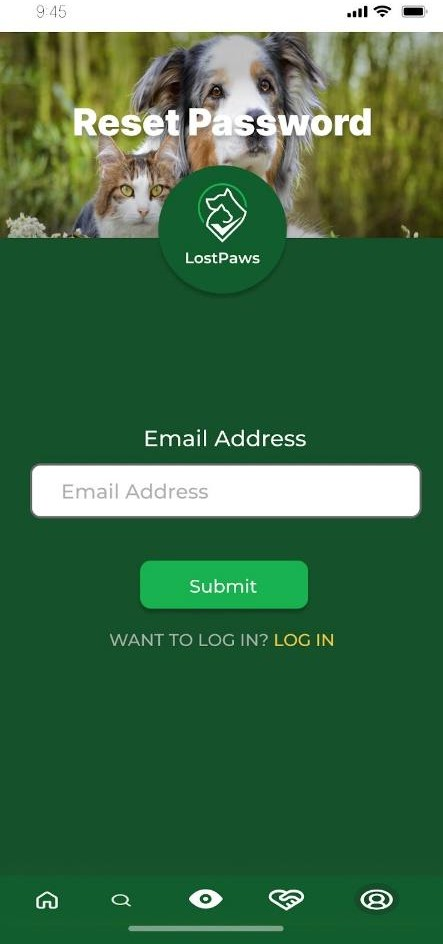 9:45
Reset Password
LostPaws
Email Address
Email Address
Submit
WANT TO LOG IN? LOG IN